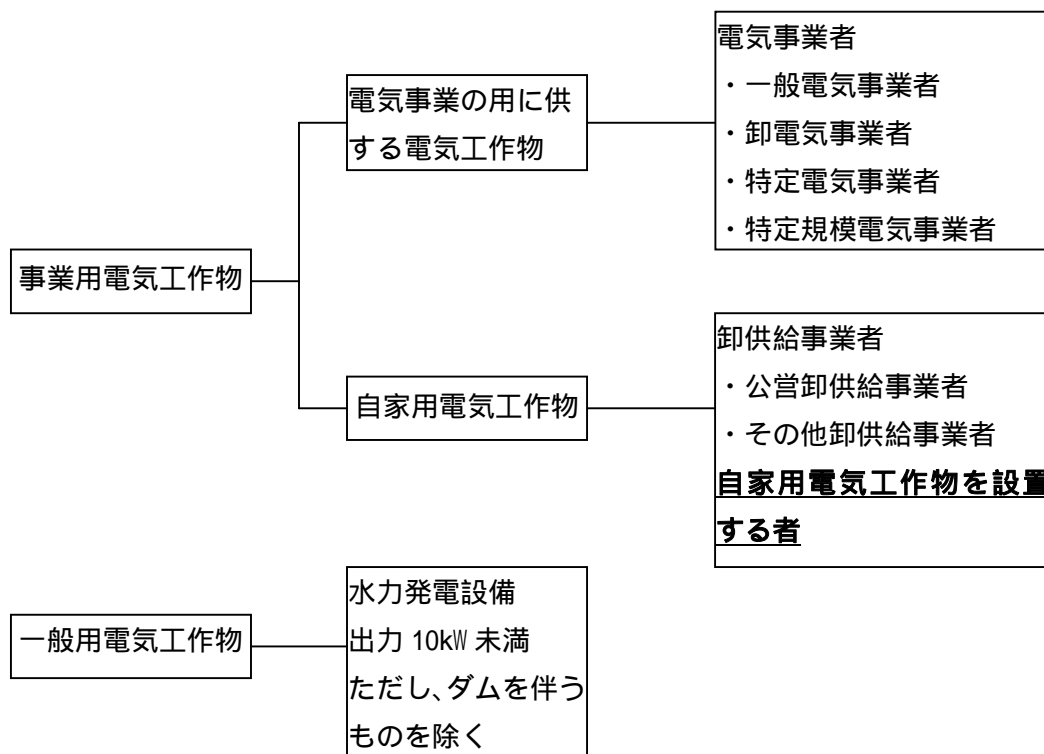 電気事業者
・一般電気事業者
・卸電気事業者
・特定電気事業者
・特定規模電気事業者
電気事業の用に供
する電気工作物
事業用電気工作物
自家用電気工作物
卸供給事業者
・公営卸供給事業者
・その他卸供給事業者
自家用電気工作物を設置
する者
一般用電気工作物
水力発電設備
出力 10kW 未満
ただし、ダムを伴う
ものを除く